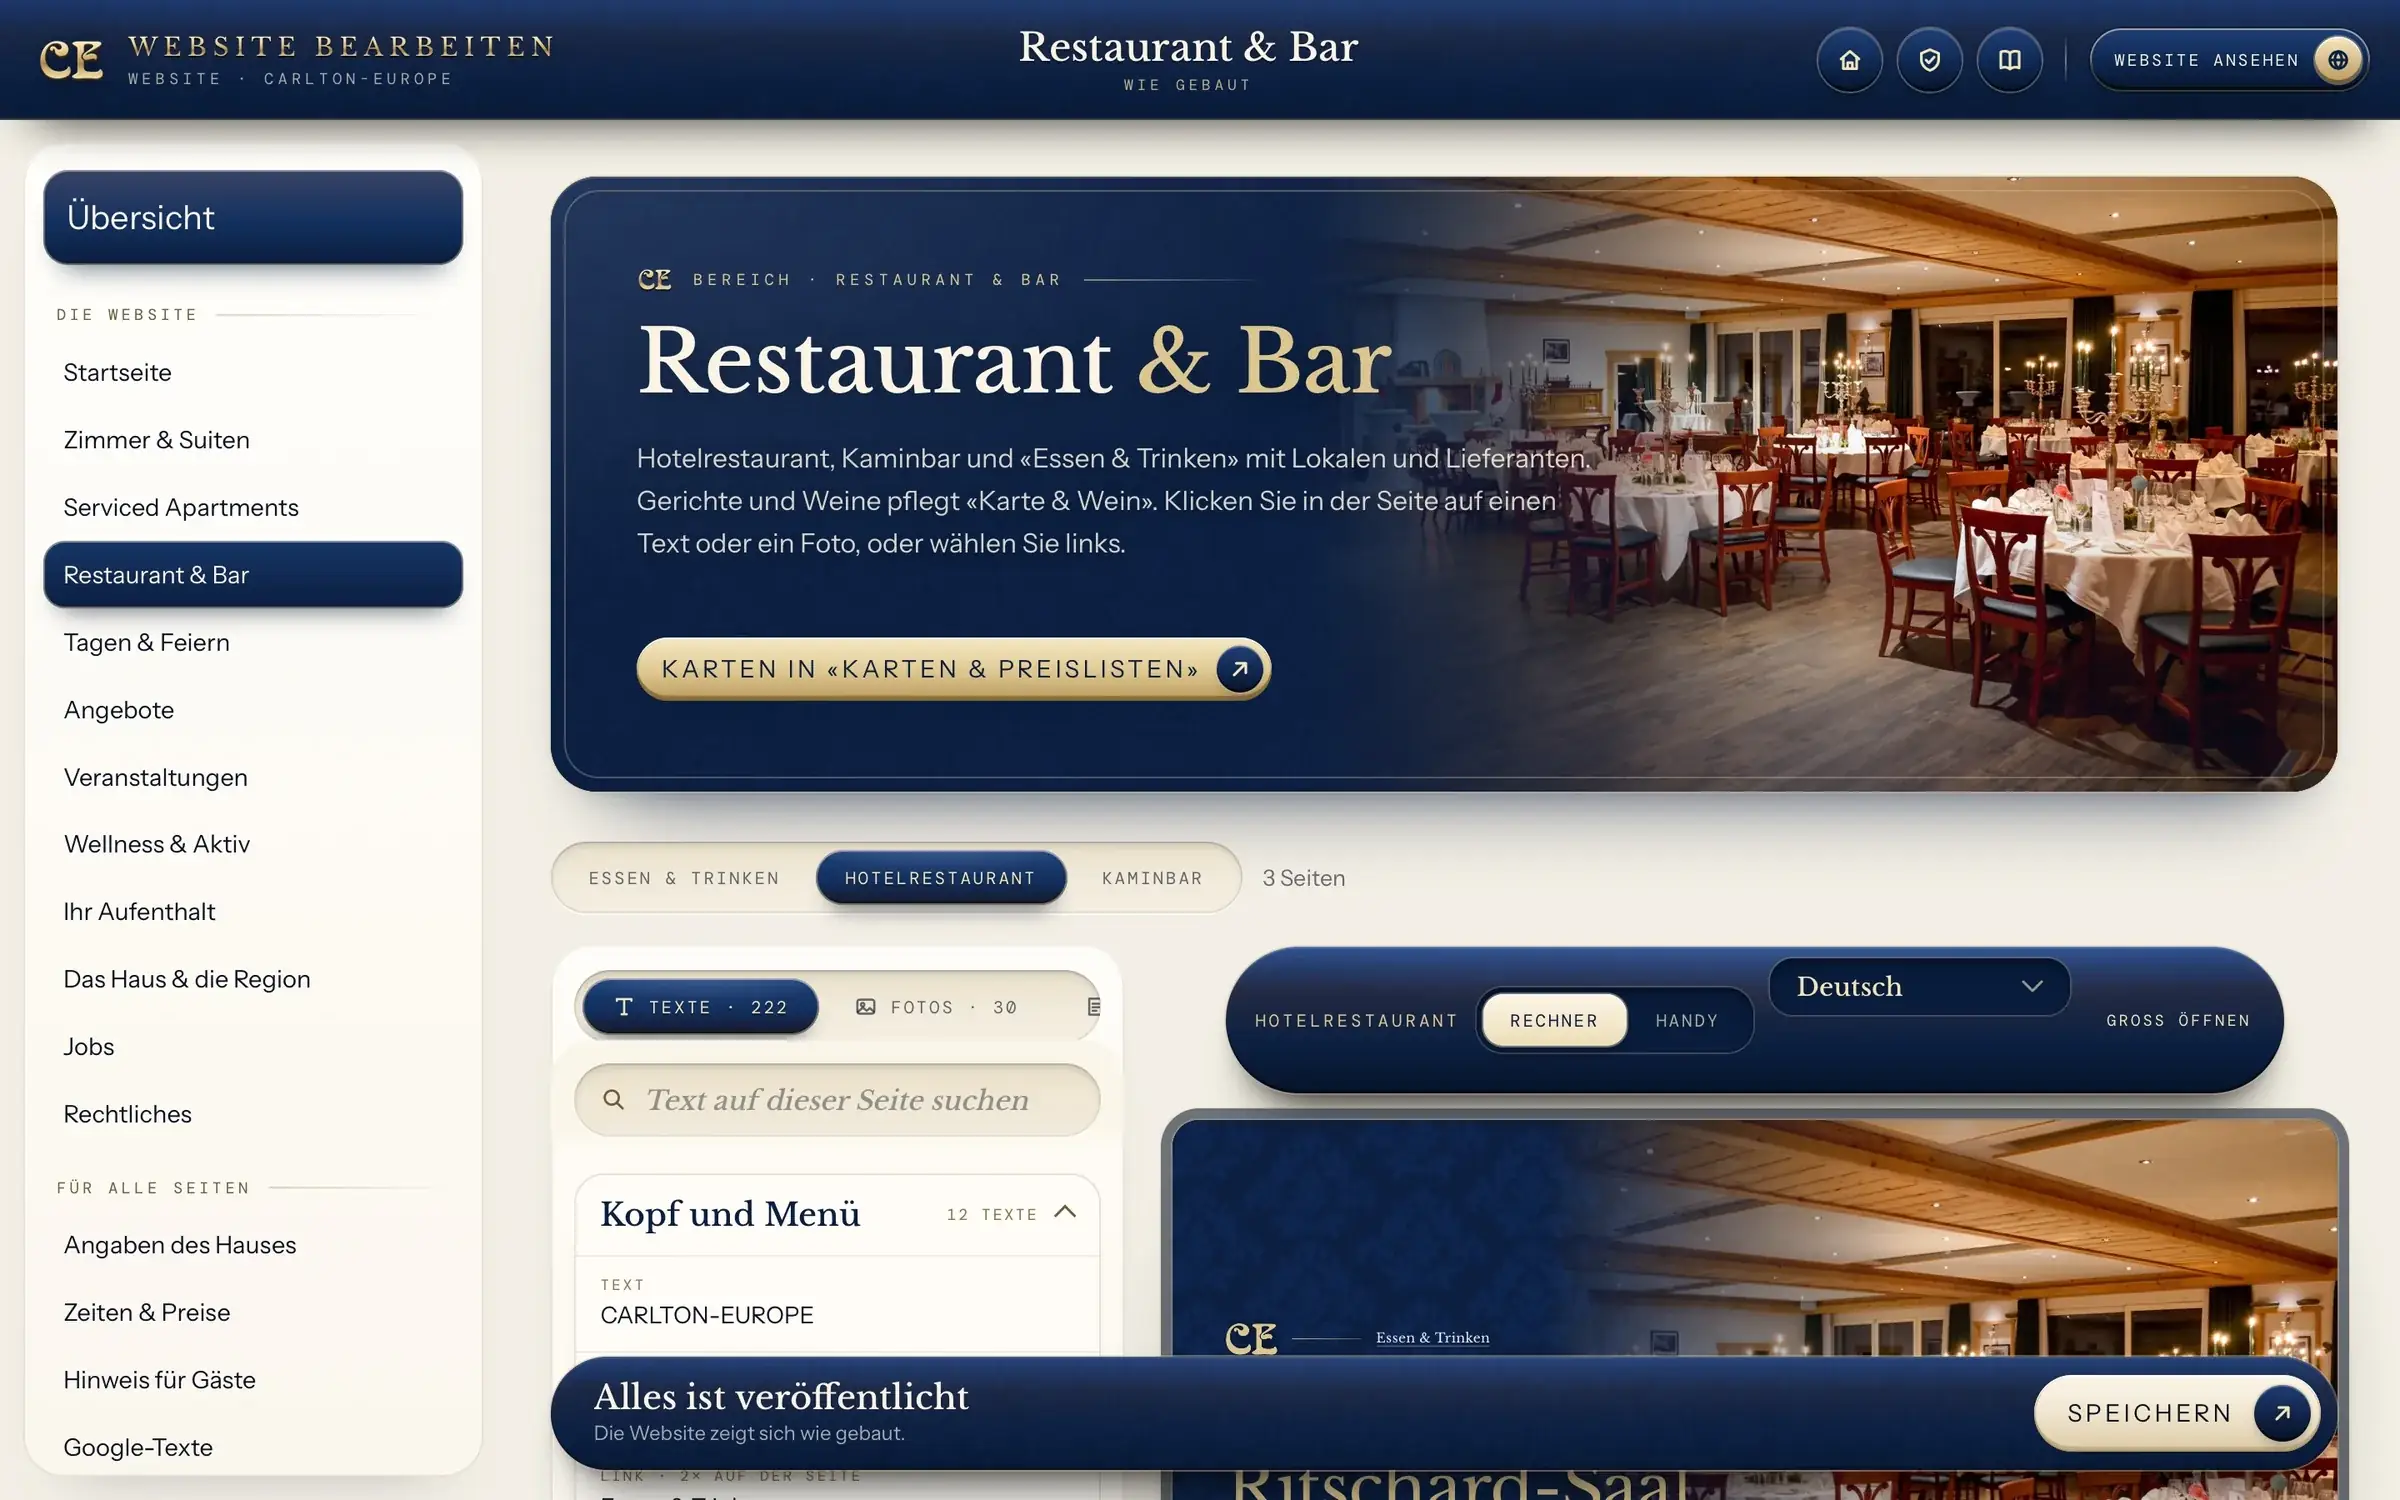 CE WEBSITE BEARBEITEN
WEBSITE · CARLTON-EUROPE
Restaurant & Bar
WIE GEBAUT
WEBSITE ANSEHEN
Übersicht
DIE WEBSITE
Startseite
Zimmer & Suiten
Serviced Apartments
Restaurant & Bar
Tagen & Feiern
Angebote
Veranstaltungen
Wellness & Aktiv
Ihr Aufenthalt
Das Haus & die Region
Jobs
Rechtliches
FÜR ALLE SEITEN
Angaben des Hauses
Zeiten & Preise
Hinweis für Gäste
Google-Texte
CE BEREICH · RESTAURANT & BAR
Restaurant & Bar
Hotelrestaurant, Kaminbar und «Essen & Trinken» mit Lokalen und Lieferanten.
Gerichte und Weine pflegt «Karte & Wein». Klicken Sie in der Seite auf einen
Text oder ein Foto, oder wählen Sie links.
KARTEN IN «KARTEN & PREISLISTEN»
ESSEN & TRINKEN
HOTELRESTAURANT
KAMINBAR
3 Seiten
TEXTE · 222
FOTOS · 30
Text auf dieser Seite suchen
Kopf und Menü
12 TEXTE
TEXT
CARLTON-EUROPE
LINK · 2× AUF DER SEITE
HOTELRESTAURANT
RECHNER
HANDY
Deutsch
GROSS ÖFFNEN
CE
Essen & Trinken
Ritschard-Saal
Alles ist veröffentlicht
Die Website zeigt sich wie gebaut.
SPEICHERN